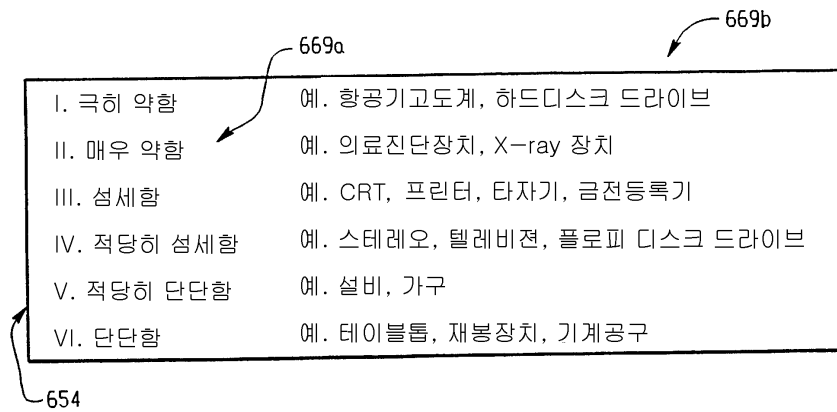 669b
669a
I. 극히 약함 예. 항공기고도계, 하드디스크 드라이브
II. 매우 약함 예. 의료진단장치, X-ray 장치
III. 섬세함 예. CRT, 프린터, 타자기, 금전등록기
IV. 적당히 섬세함 예. 스테레오, 텔레비젼, 플로피 디스크 드라이브
V. 적당히 단단함 예. 설비, 가구
VI. 단단함 예. 테이블톱, 재봉장치, 기계공구
654